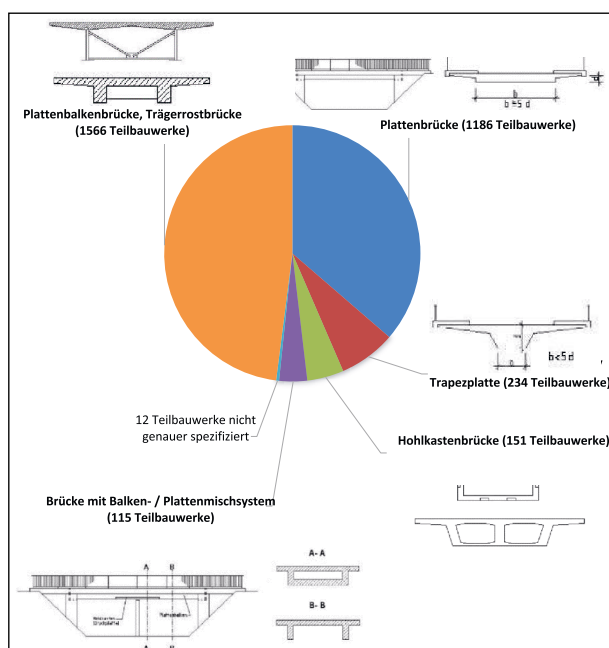 Plattenbalkenbrücke, Trägerrostbrücke
(1566 Teilbauwerke)
b
b ≥ 5 d
d
Plattenbrücke (1186 Teilbauwerke)
b<5 d
Trapezplatte (234 Teilbauwerke)
12 Teilbauwerke nicht
genauer spezifiziert
Hohlkastenbrücke (151 Teilbauwerke)
Brücke mit Balken- / Plattenmischsystem
(115 Teilbauwerke)
A
B
A- A
B- B
A
B